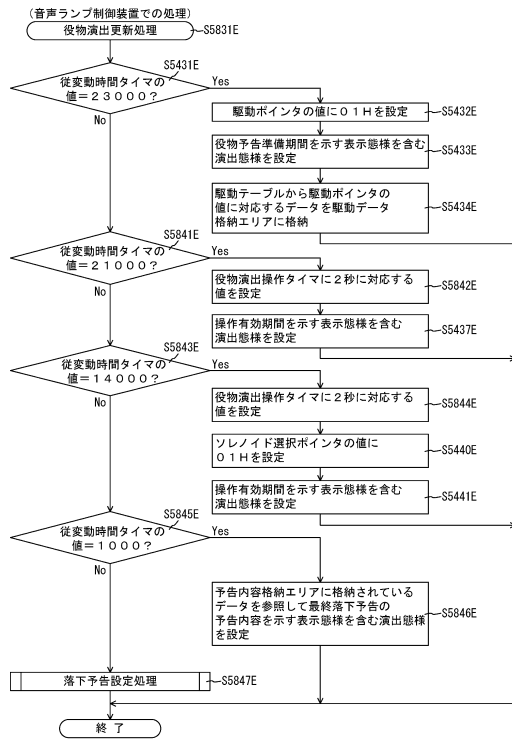 (音声ランプ制御装置での処理)
役物演出更新処理
S5831E
従変動時間タイマの
値=23000?
S5431E
Yes
No
駆動ポインタの値に01Hを設定
S5432E
役物予告準備期間を示す表示態様を含む
演出態様を設定
S5433E
駆動テーブルから駆動ポインタの
値に対応するデータを駆動データ
格納エリアに格納
S5434E
従変動時間タイマの
値=21000?
S5841E
Yes
No
役物演出操作タイマに2秒に対応する
値を設定
S5842E
操作有効期間を示す表示態様を含む
演出態様を設定
S5437E
従変動時間タイマの
値=14000?
S5843E
Yes
No
役物演出操作タイマに2秒に対応する
値を設定
S5844E
ソレノイド選択ポインタの値に
01Hを設定
S5440E
操作有効期間を示す表示態様を含む
演出態様を設定
S5441E
従変動時間タイマの
値=1000?
S5845E
Yes
No
予告内容格納エリアに格納されている
データを参照して最終落下予告の
予告内容を示す表示態様を含む演出態様
を設定
S5846E
落下予告設定処理
S5847E
終了